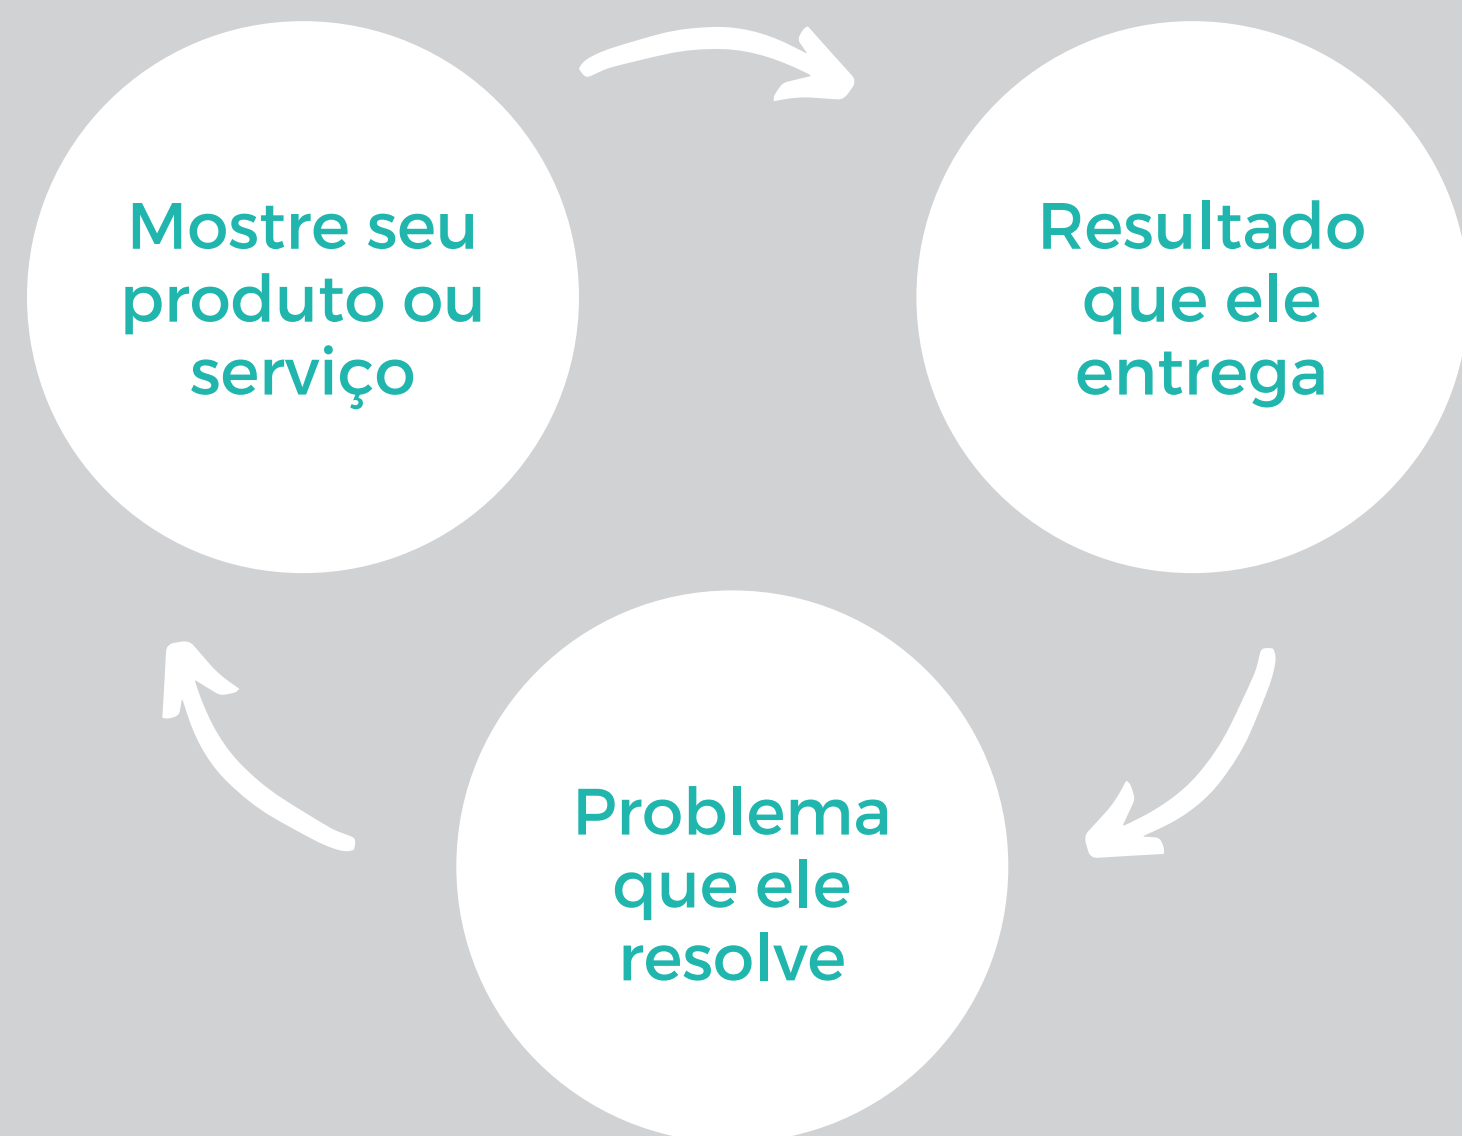 Mostre seu
produto ou
serviço
Resultado
que ele
entrega
Problema
que ele
resolve